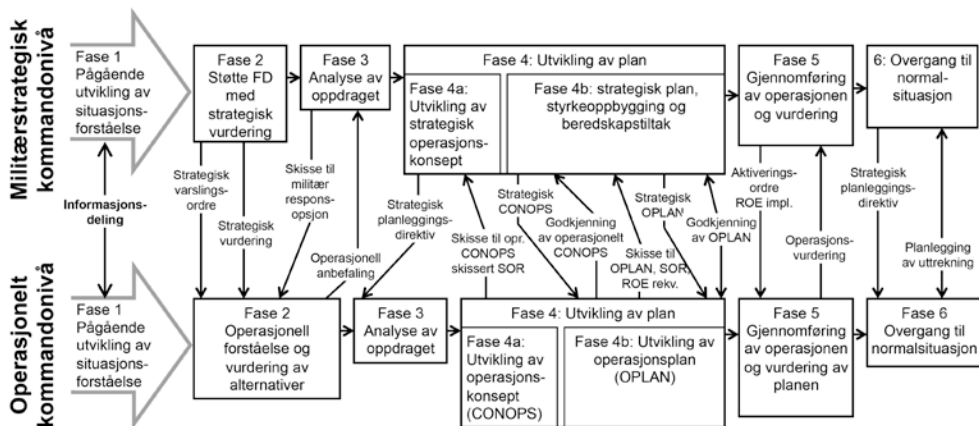 Militærstrategisk
kommandonivå
Fase 1
Pågående
utvikling av
situasjons-
forståelse
Fase 2
Støtte FD
med
strategisk
vurdering
Fase 3
Analyse av
oppdraget
Fase 4: Utvikling av plan
Fase 4a:
Utvikling av
strategisk
operasjons-
konsept
Fase 4b: strategisk plan,
styrkeoppbygging og
beredskapstiltak
Fase 5
Gjennomføring
av operasjonen
og vurdering
6: Overgang til
normal-
situasjon
Informasjons-
deling
Strategisk
varslings-
ordre
Strategisk
vurdering
Skisse til
militær
respons-
opsjon
Operasjonell
anbefaling
Strategisk
planleggings-
direktiv
Skisse til opr.
CONOPS
skissert SOR
Strategisk
CONOPS
Godkjenning
av operasjonelt
CONOPS
Skisse til
OPLAN, SOR,
ROE rekv.
Strategisk
OPLAN
Godkjenning
av OPLAN
Aktiverings-
ordre
ROE impl.
Operasjons-
vurdering
Strategisk
planleggings-
direktiv
Planlegging
av uttrekning
Operasjonelt
kommandonivå
Fase 1
Pågående
utvikling av
situasjons-
forståelse
Fase 2
Operasjonell
forståelse og
vurdering av
alternativer
Fase 3
Analyse av
oppdraget
Fase 4: Utvikling av plan
Fase 4a:
Utvikling av
operasjons-
konsept
(CONOPS)
Fase 4b: Utvikling av
operasjonsplan
(OPLAN)
Fase 5
Gjennomføring
av operasjonen
og vurdering av
planen
Fase 6
Overgang til
normalsituasjon